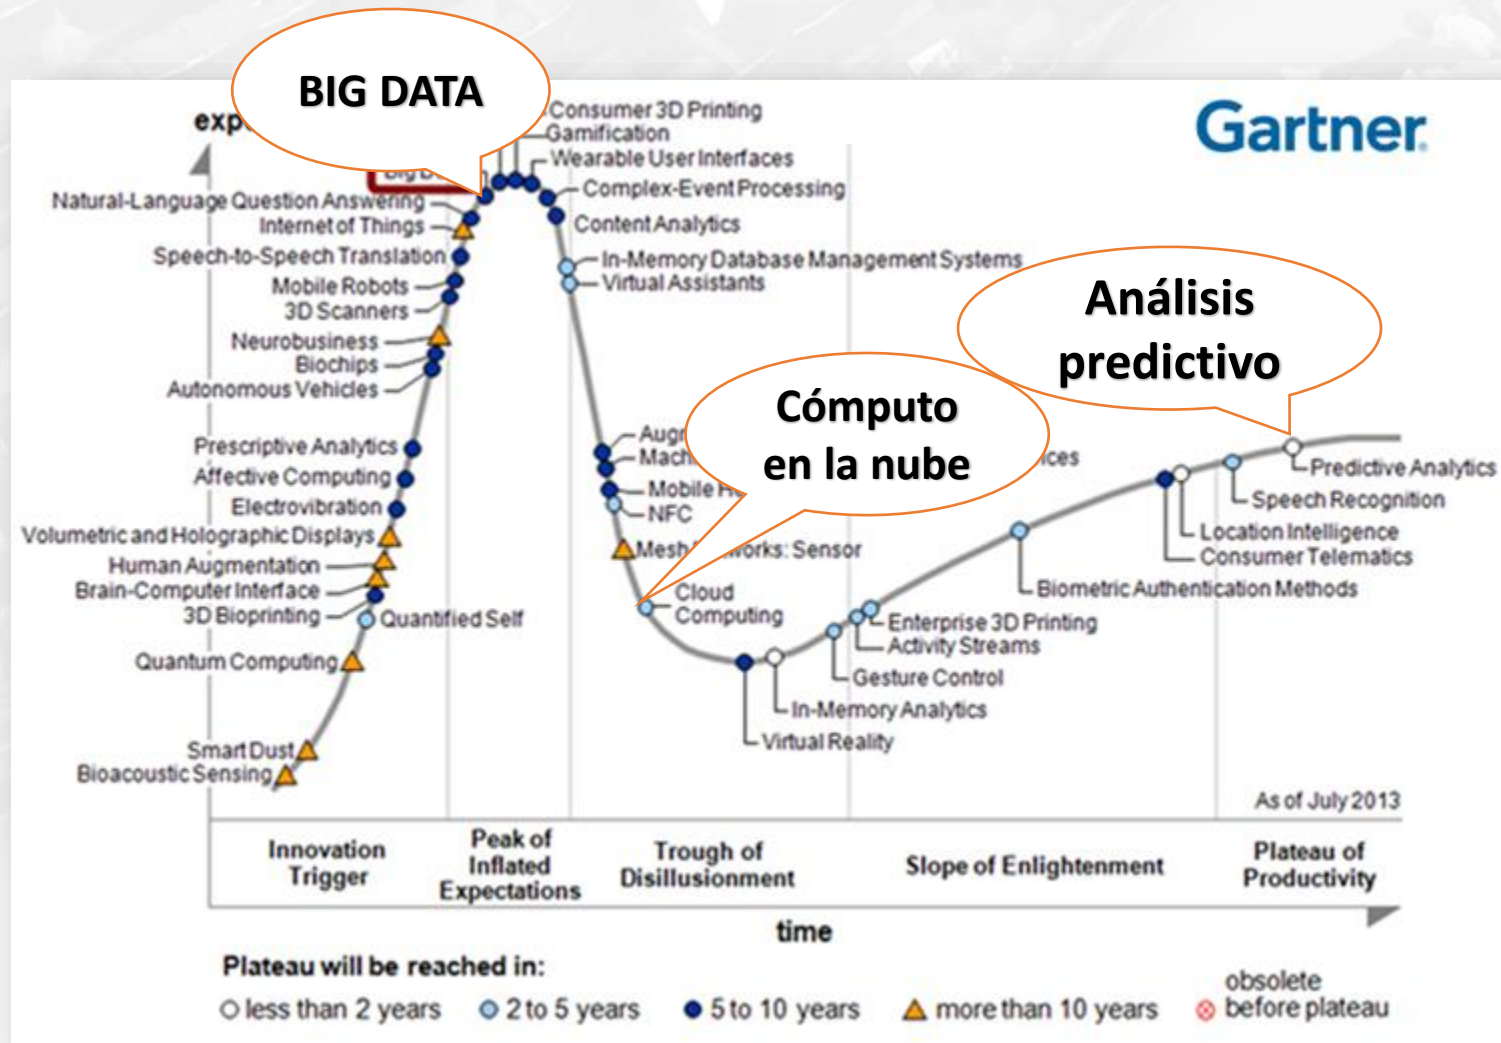 BIG DATA
Gartner
Consumer 3D Printing
Gamification
Wearable User Interfaces
Complex-Event Processing
Content Analytics
In-Memory Database Management Systems
Virtual Assistants
Natural-Language Question Answering
Internet of Things
Speech-to-Speech Translation
Mobile Robots
3D Scanners
Neurobusiness
Biochips
Autonomous Vehicles
Prescriptive Analytics
Affective Computing
Electrovibration
Volumetric and Holographic Displays
Human Augmentation
Brain-Computer Interface
3D Bioprinting
Quantified Self
Quantum Computing
Smart Dust
Bioacoustic Sensing
Análisis
predictivo
Cómputo
en la nube
Mobile
NFC
Sensor
Cloud
Computing
Enterprise 3D Printing
Activity Streams
Gesture Control
In-Memory Analytics
Virtual Reality
Predictive Analytics
Speech Recognition
Location Intelligence
Consumer Telematics
Biometric Authentication Methods
As of July 2013
Innovation
Trigger
Peak of
Inflated
Expectations
Trough of
Disillusionment
Slope of Enlightenment
Plateau of
Productivity
time
Plateau will be reached in:
less than 2 years
2 to 5 years
5 to 10 years
more than 10 years
obsolete
before plateau